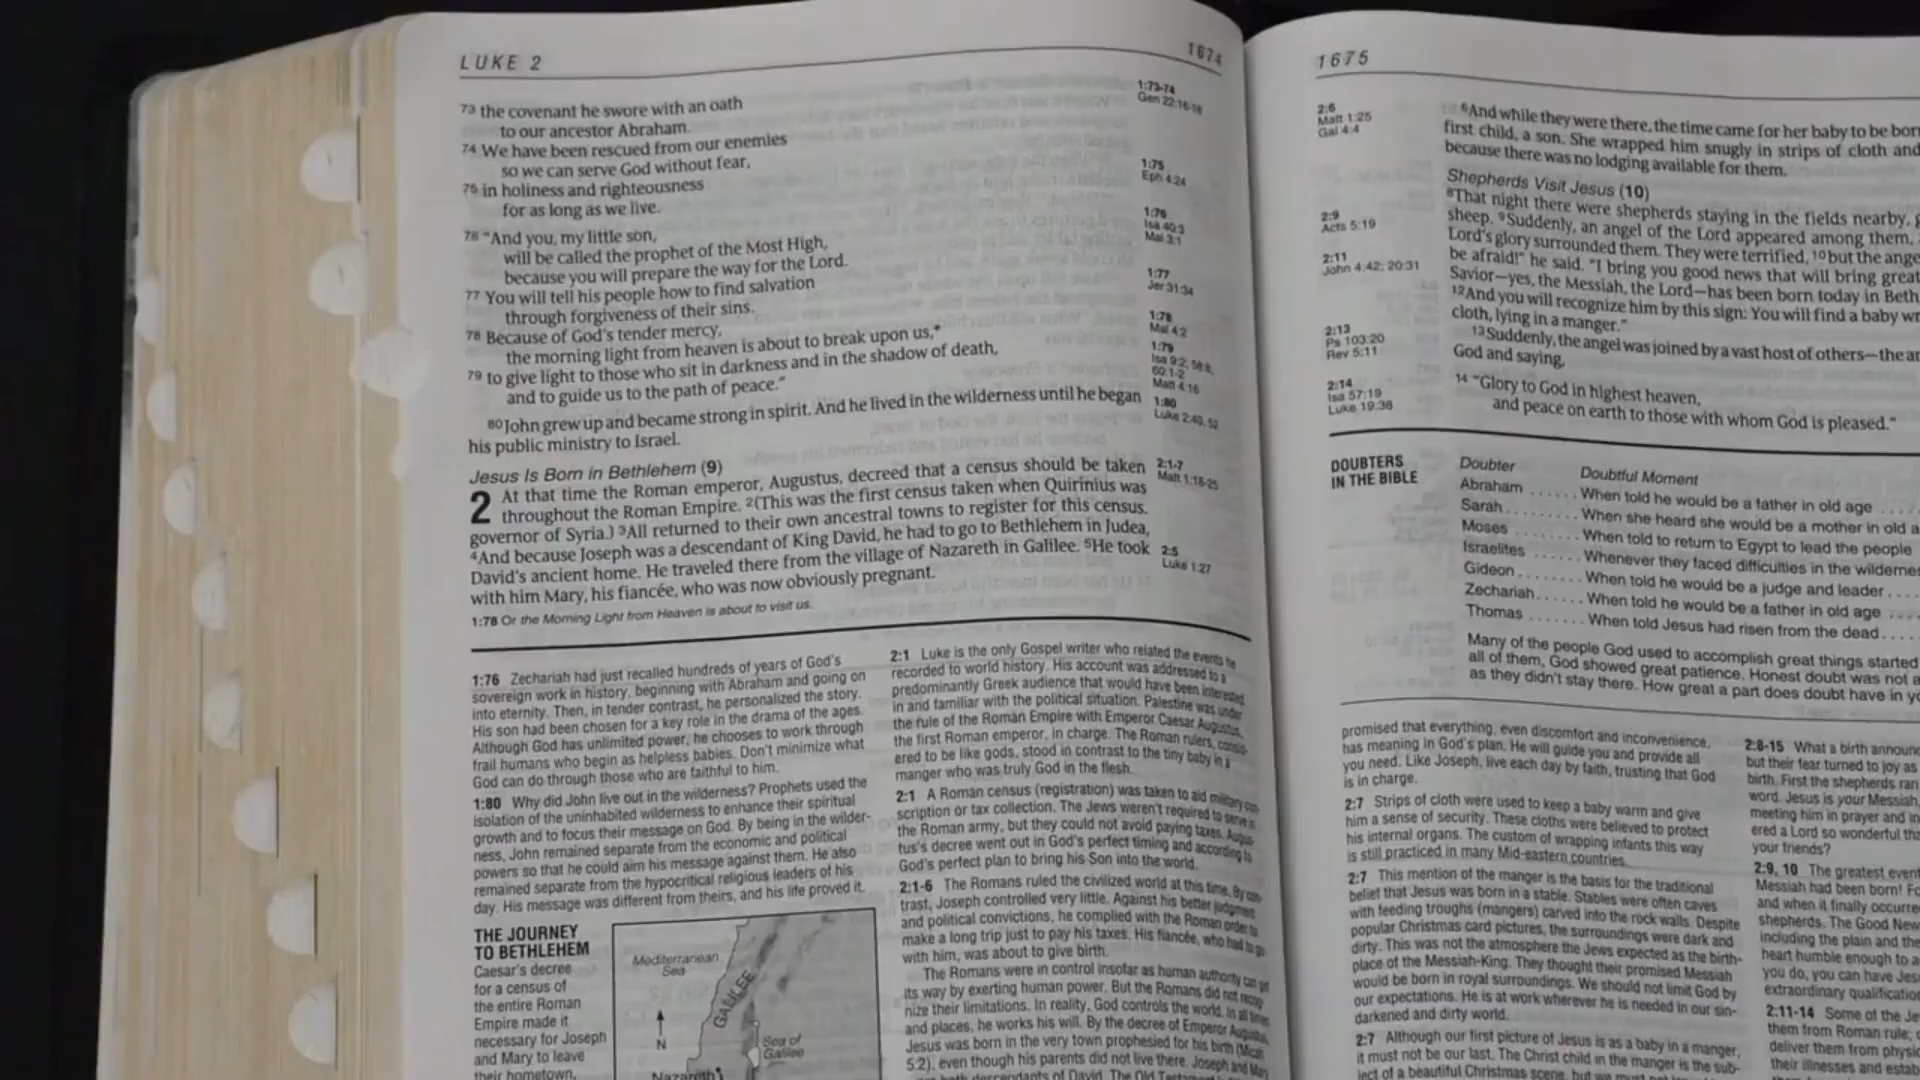 LUKE 2
1674
73 the covenant he swore with an oath
to our ancestor Abraham.
74 We have been rescued from our enemies
so we can serve God without fear,
75 in holiness and righteousness
for as long as we live.
76 “And you, my little son,
will be called the prophet of the Most High,
because you will prepare the way for the Lord.
77 You will tell his people how to find salvation
through forgiveness of their sins.
78 Because of God's tender mercy,
the morning light from heaven is about to break upon us,*
79 to give light to those who sit in darkness and in the shadow of death,
and to guide us to the path of peace.”
80 John grew up and became strong in spirit. And he lived in the wilderness until he began
his public ministry to Israel.
Jesus Is Born in Bethlehem (9)
2 At that time the Roman emperor, Augustus, decreed that a census should be taken
throughout the Roman Empire. 2(This was the first census taken when Quirinius was
governor of Syria.) 3All returned to their own ancestral towns to register for this census.
4And because Joseph was a descendant of King David, he had to go to Bethlehem in Judea,
David's ancient home. He traveled there from the village of Nazareth in Galilee. 5He took
with him Mary, his fiancée, who was now obviously pregnant.
1:78 Or the Morning Light from Heaven is about to visit us.
1:73-74
Gen 22:16-18
1:75
Eph 4:24
1:76
Isa 40:3
Mal 3:1
1:77
Jer 31:34
1:78
Mal 4:2
1:79
Isa 9:2; 58:8;
60:1-2
Matt 4:16
1:80
Luke 2:40, 52
2:1-7
Matt 1:18-25
2:5
Luke 1:27
1:76 Zechariah had just recalled hundreds of years of God's
sovereign work in history, beginning with Abraham and going on
into eternity. Then, in tender contrast, he personalized the story.
His son had been chosen for a key role in the drama of the ages.
Although God has unlimited power, he chooses to work through
frail humans who begin as helpless babies. Don't minimize what
God can do through those who are faithful to him.
1:80 Why did John live out in the wilderness? Prophets used the
isolation of the uninhabited wilderness to enhance their spiritual
growth and to focus their message on God. By being in the wilder-
ness, John remained separate from the economic and political
powers so that he could aim his message against them. He also
remained separate from the hypocritical religious leaders of his
day. His message was different from theirs, and his life proved it.
THE JOURNEY
TO BETHLEHEM
Caesar's decree
for a census of
the entire Roman
Empire made it
necessary for Joseph
and Mary to leave
their hometown,
Mediterranean
Sea
GALILEE
N
Sea of
Galilee
Nazareth
2:1 Luke is the only Gospel writer who related the events he
recorded to world history. His account was addressed to a
predominantly Greek audience that would have been interested
in and familiar with the political situation. Palestine was under
the rule of the Roman Empire with Emperor Caesar Augustus,
the first Roman emperor, in charge. The Roman rulers, consid-
ered to be like gods, stood in contrast to the tiny baby in a
manger who was truly God in the flesh.
2:1 A Roman census (registration) was taken to aid military con-
scription or tax collection. The Jews weren't required to serve in
the Roman army, but they could not avoid paying taxes. Augus-
tus's decree went out in God's perfect timing and according to
God's perfect plan to bring his Son into the world.
2:1-6 The Romans ruled the civilized world at this time. By con-
trast, Joseph controlled very little. Against his better judgment
and political convictions, he complied with the Roman order to
make a long trip just to pay his taxes. His fiancée, who had to go
with him, was about to give birth.
The Romans were in control insofar as human authority can get
its way by exerting human power. But the Romans did not recog-
nize their limitations. In reality, God controls the world. In all times
and places, he works his will. By the decree of Emperor Augustus,
Jesus was born in the very town prophesied for his birth (Micah
5:2), even though his parents did not live there. Joseph and Mary
were both descendants of David. The Old Testament
1675
2:6
Matt 1:25
Gal 4:4
2:9
Acts 5:19
2:11
John 4:42; 20:31
2:13
Ps 103:20
Rev 5:11
2:14
Isa 57:19
Luke 19:38
6And while they were there, the time came for her baby to be born
first child, a son. She wrapped him snugly in strips of cloth and
because there was no lodging available for them.
Shepherds Visit Jesus (10)
8That night there were shepherds staying in the fields nearby,
sheep. 9Suddenly, an angel of the Lord appeared among them,
Lord's glory surrounded them. They were terrified, 10but the ange
be afraid!” he said. “I bring you good news that will bring great
Savior—yes, the Messiah, the Lord—has been born today in Beth
12And you will recognize him by this sign: You will find a baby wr
cloth, lying in a manger.”
13Suddenly, the angel was joined by a vast host of others—the ar
God and saying,
14 “Glory to God in highest heaven,
and peace on earth to those with whom God is pleased.”
DOUBTERS
IN THE BIBLE
Doubter Doubtful Moment
Abraham ...... When told he would be a father in old age .....
Sarah ........ When she heard she would be a mother in old a
Moses ....... When told to return to Egypt to lead the people
Israelites ...... Whenever they faced difficulties in the wildernes
Gideon ....... When told he would be a judge and leader ....
Zechariah ...... When told he would be a father in old age ....
Thomas ....... When told Jesus had risen from the dead ....
Many of the people God used to accomplish great things started
all of them, God showed great patience. Honest doubt was not a
as they didn't stay there. How great a part does doubt have in yo
promised that everything, even discomfort and inconvenience,
has meaning in God's plan. He will guide you and provide all
you need. Like Joseph, live each day by faith, trusting that God
is in charge.
2:7 Strips of cloth were used to keep a baby warm and give
him a sense of security. These cloths were believed to protect
his internal organs. The custom of wrapping infants this way
is still practiced in many Mid-eastern countries.
2:7 This mention of the manger is the basis for the traditional
belief that Jesus was born in a stable. Stables were often caves
with feeding troughs (mangers) carved into the rock walls. Despite
popular Christmas card pictures, the surroundings were dark and
dirty. This was not the atmosphere the Jews expected as the birth-
place of the Messiah-King. They thought their promised Messiah
would be born in royal surroundings. We should not limit God by
our expectations. He is at work wherever he is needed in our sin-
darkened and dirty world.
2:7 Although our first picture of Jesus is as a baby in a manger,
it must not be our last. The Christ child in the manger is the sub-
ject of a beautiful Christmas scene, but we must not
2:8-15 What a birth announc
but their fear turned to joy as
birth. First the shepherds ran
word. Jesus is your Messiah,
meeting him in prayer and in
ered a Lord so wonderful tha
your friends?
2:9, 10 The greatest event
Messiah had been born! Fo
and when it finally occurre
shepherds. The Good New
including the plain and the
heart humble enough to a
you do, you can have Jes
extraordinary qualification
2:11-14 Some of the Je
them from Roman rule;
deliver them from physic
their illnesses and estab